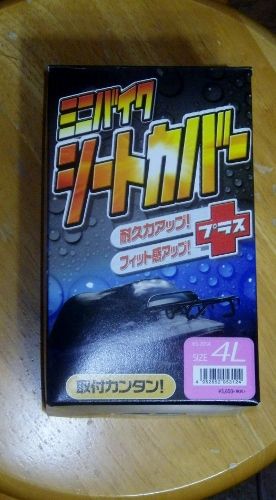 ミニバイク
シートカバー
耐久力アップ!
フィット感アップ!
プラス
SIZE 4L
取付カンタン!